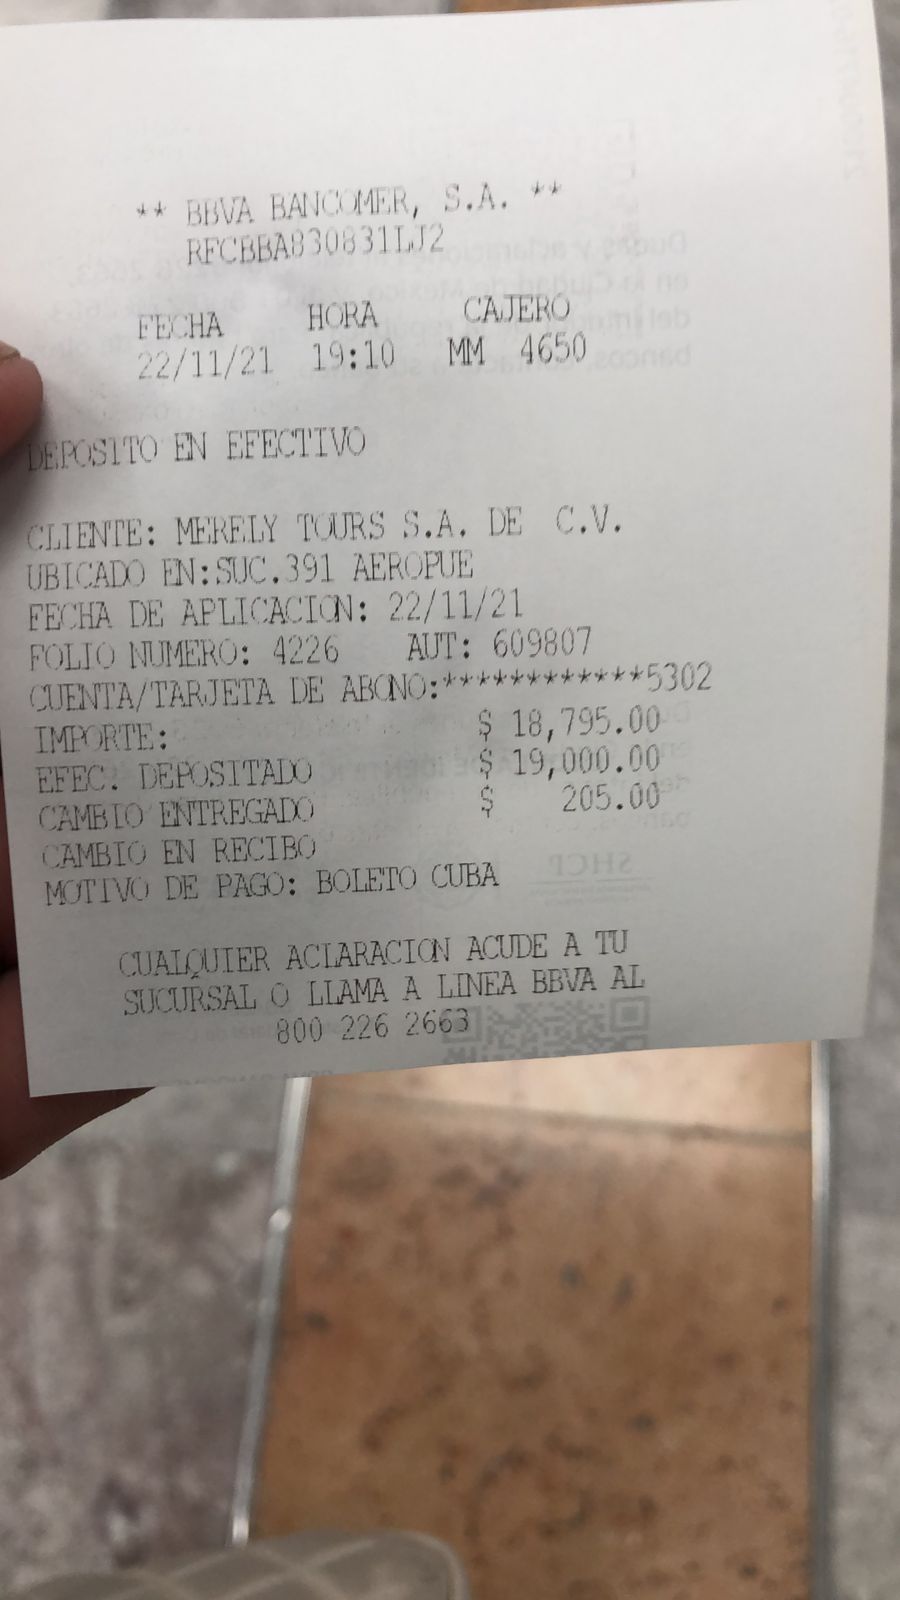 ** BBVA BANCOMER, S.A. **
RFCBBA830831LJ2
FECHA HORA CAJERO
22/11/21 19:10 MM 4650
DEPOSITO EN EFECTIVO
CLIENTE: MERELY TOURS S.A. DE C.V.
UBICADO EN:SUC.391 AEROPUE
FECHA DE APLICACION: 22/11/21
FOLIO NUMERO: 4226 AUT: 609807
CUENTA/TARJETA DE ABONO:************5302
IMPORTE: $ 18,795.00
EFEC. DEPOSITADO $ 19,000.00
CAMBIO ENTREGADO $ 205.00
CAMBIO EN RECIBO
MOTIVO DE PAGO: BOLETO CUBA
CUALQUIER ACLARACION ACUDE A TU
SUCURSAL O LLAMA A LINEA BBVA AL
800 226 2663
SHCP